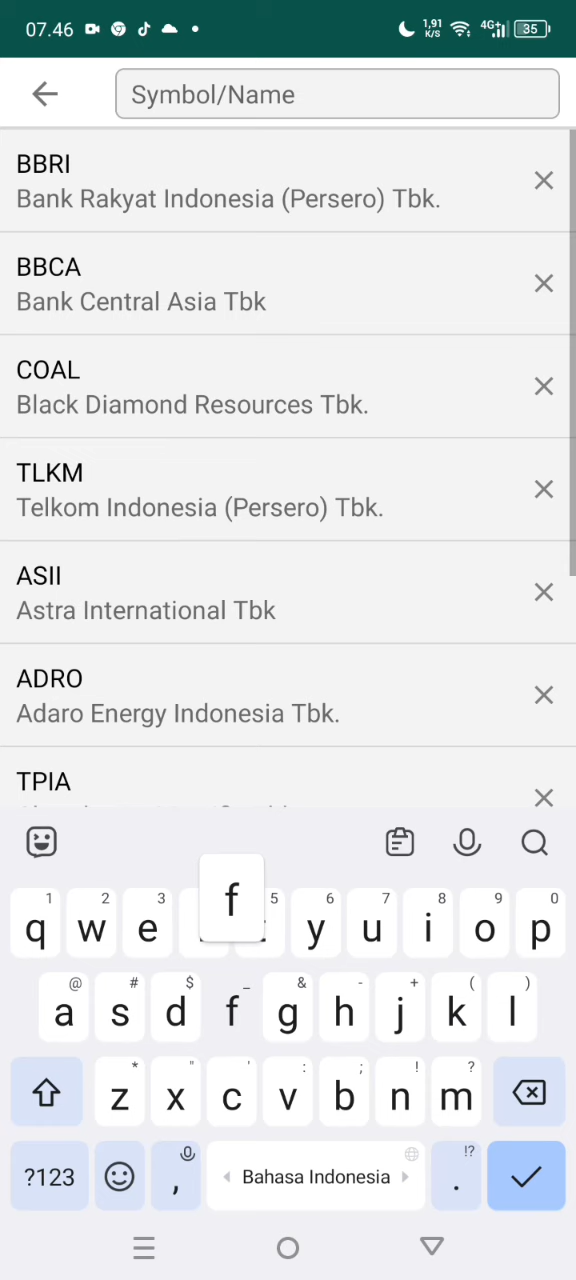 07.46
1,91
K/S
4G+
35
Symbol/Name
BBRI
Bank Rakyat Indonesia (Persero) Tbk.
BBCA
Bank Central Asia Tbk
COAL
Black Diamond Resources Tbk.
TLKM
Telkom Indonesia (Persero) Tbk.
ASII
Astra International Tbk
ADRO
Adaro Energy Indonesia Tbk.
TPIA
f
1 2 3 5 6 7 8 9 0
q w e y u i o p
@ # $ _ & - + ( )
a s d f g h j k l
* " ' : ; ! ?
z x c v b n m
!?
?123 , Bahasa Indonesia .